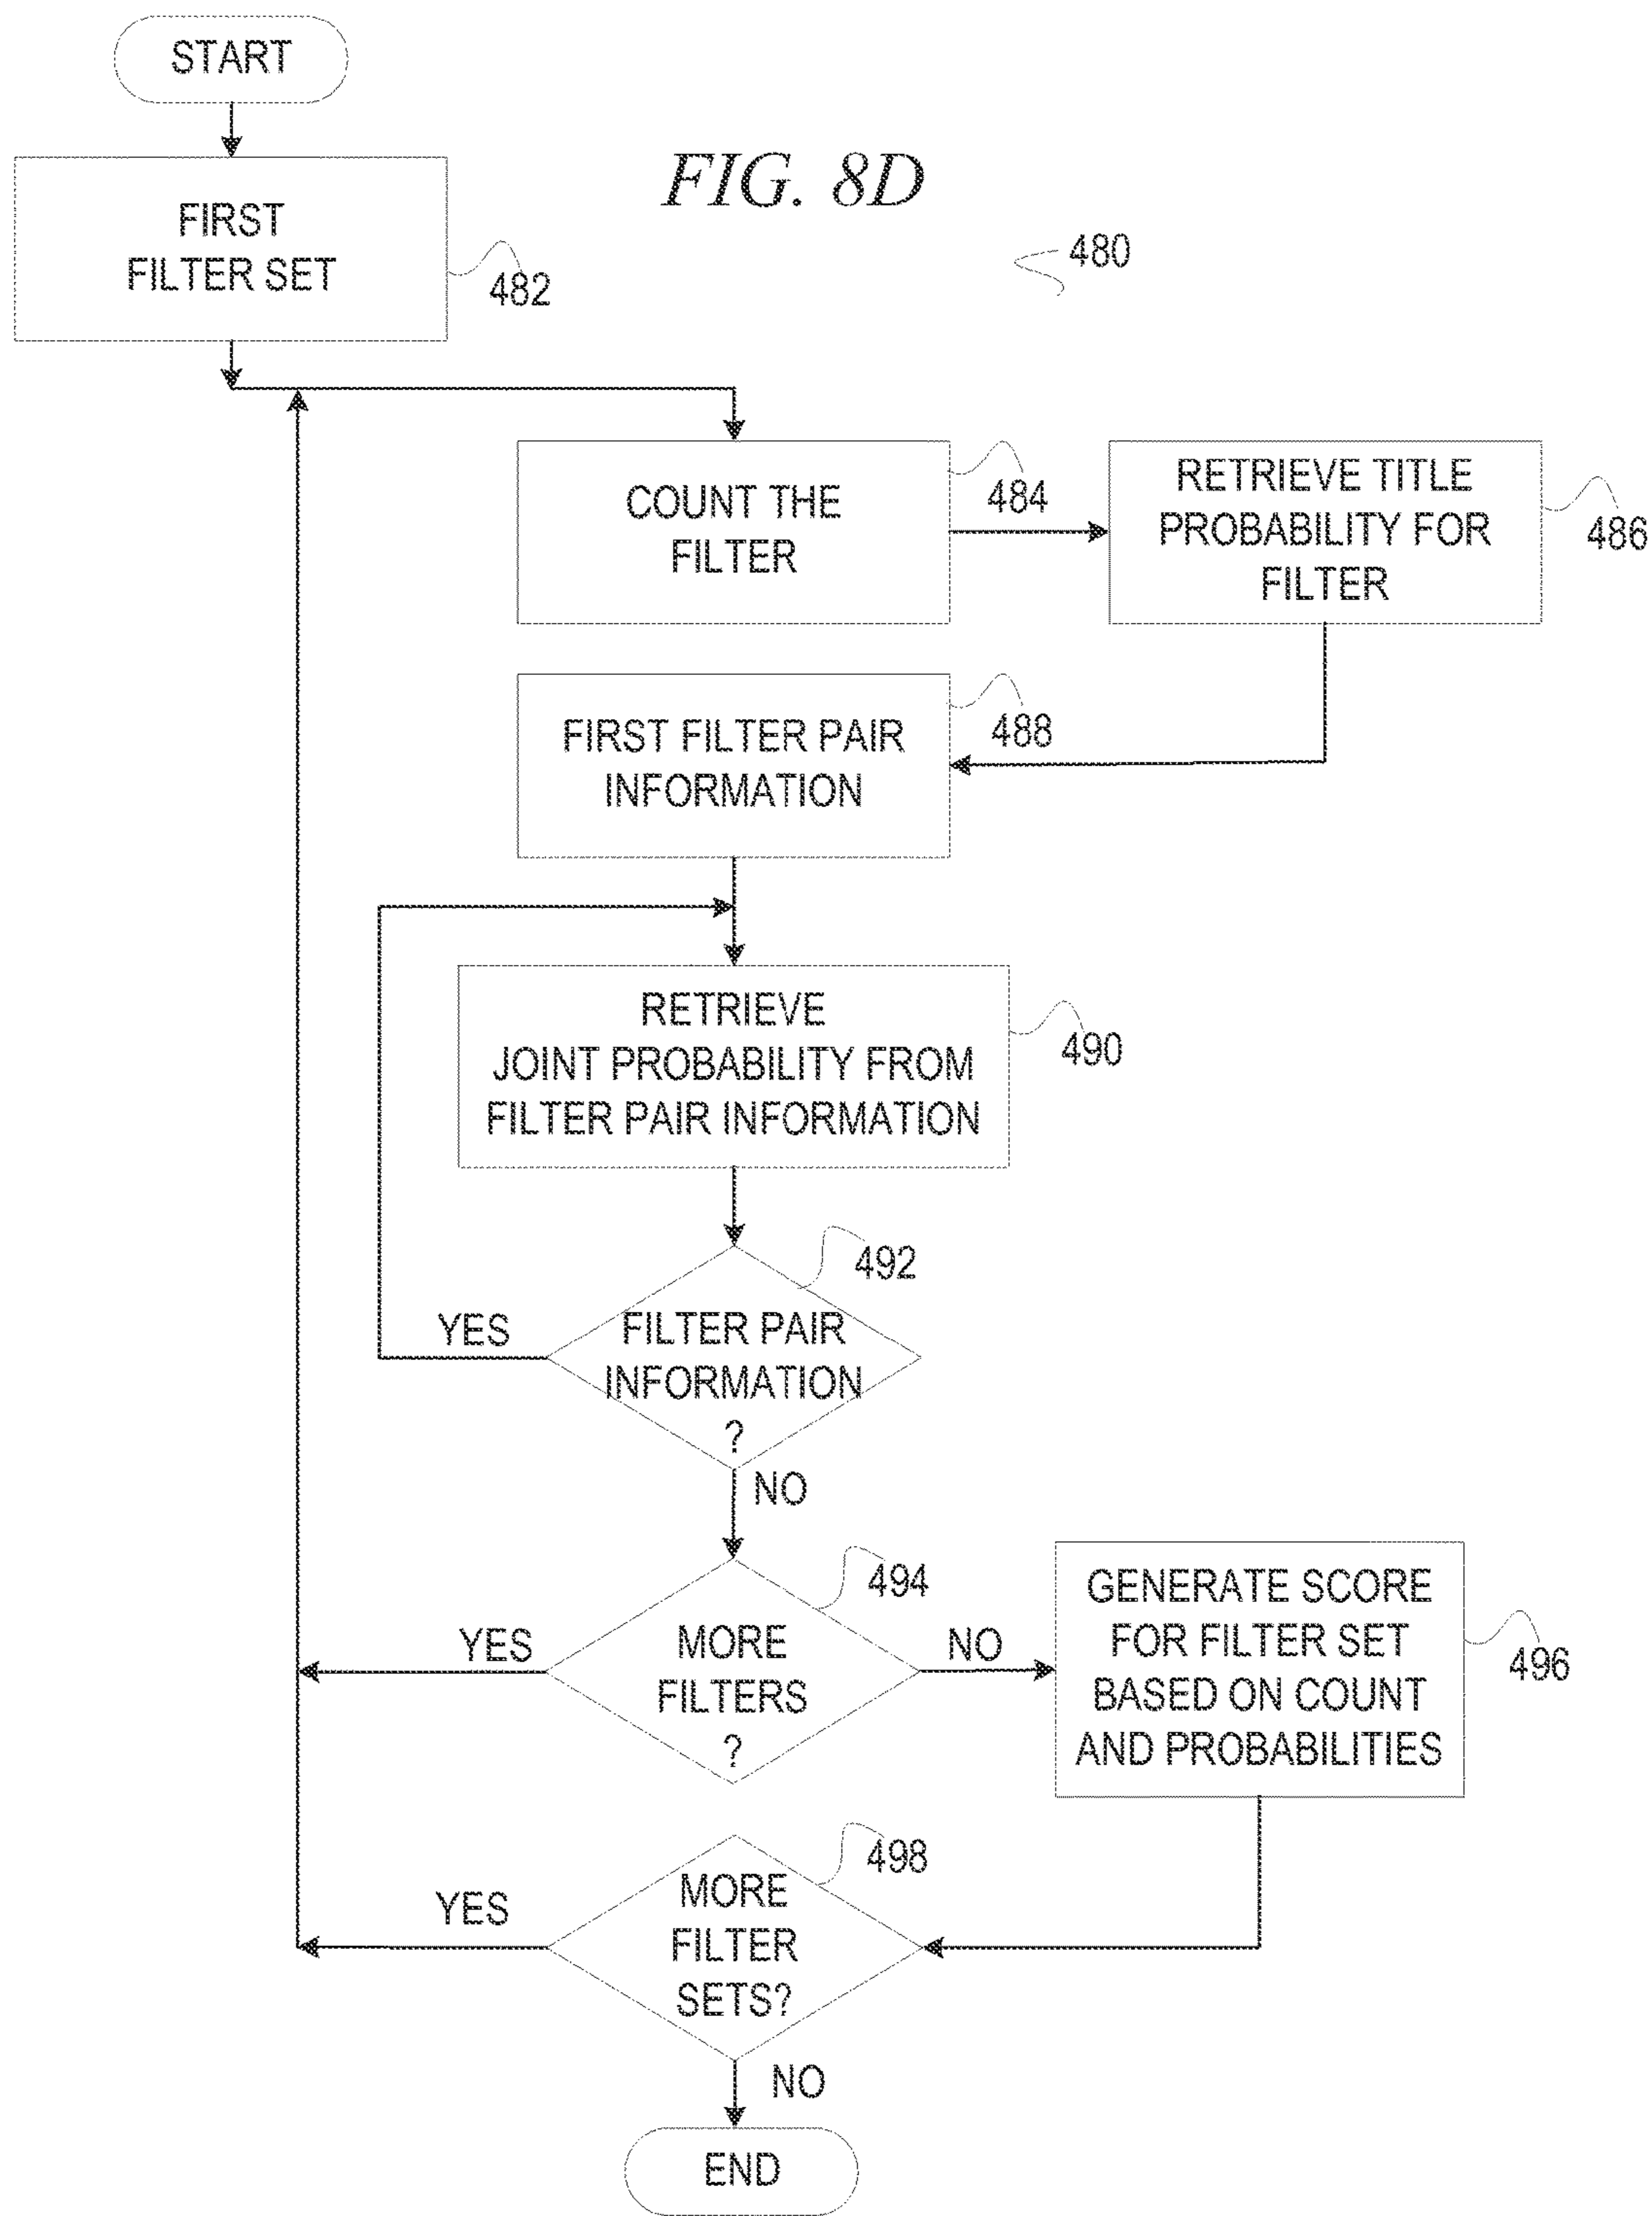 START
FIG. 8D
FIRST
FILTER SET
482
480
COUNT THE
FILTER
484
RETRIEVE TITLE
PROBABILITY FOR
FILTER
486
FIRST FILTER PAIR
INFORMATION
488
RETRIEVE
JOINT PROBABILITY FROM
FILTER PAIR INFORMATION
490
492
FILTER PAIR
INFORMATION
?
YES
NO
494
MORE
FILTERS
?
YES
NO
GENERATE SCORE
FOR FILTER SET
BASED ON COUNT
AND PROBABILITIES
496
498
MORE
FILTER
SETS?
YES
NO
END